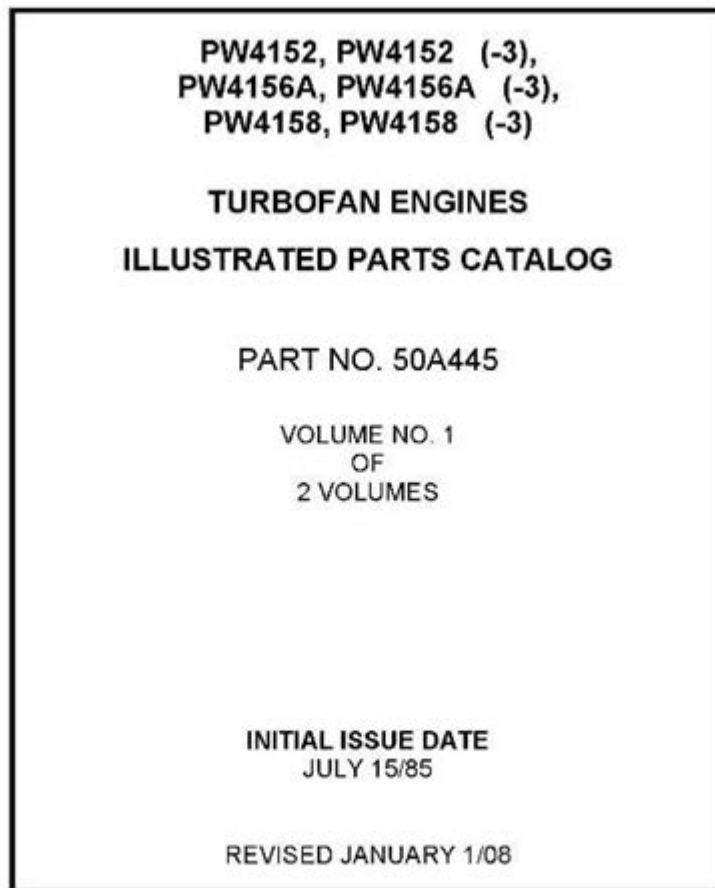 PW4152, PW4152 (-3),
PW4156A, PW4156A (-3),
PW4158, PW4158 (-3)
TURBOFAN ENGINES
ILLUSTRATED PARTS CATALOG
PART NO. 50A445
VOLUME NO. 1
OF
2 VOLUMES
INITIAL ISSUE DATE
JULY 15/85
REVISED JANUARY 1/08